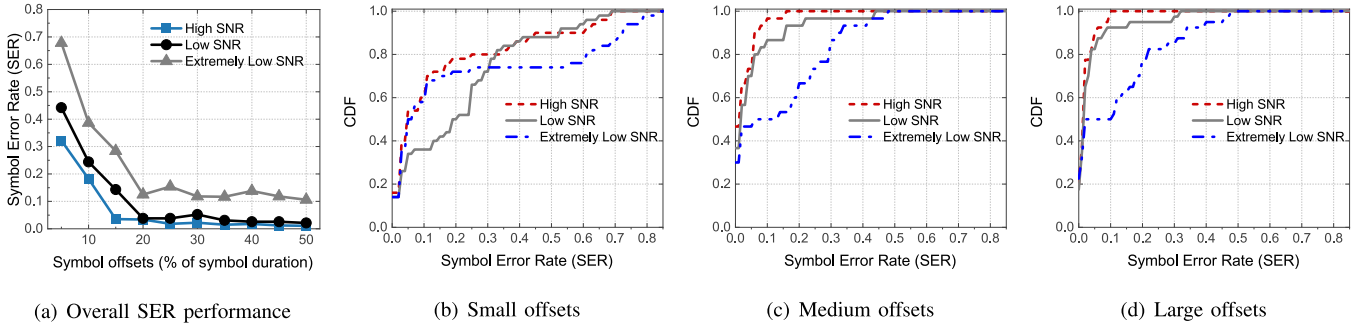 High SNR
Low SNR
Extremely Low SNR
Symbol Error Rate (SER)
0.8
0.7
0.6
0.5
0.4
0.3
0.2
0.1
0.0
10 20 30 40 50
Symbol offsets (% of symbol duration)
(a) Overall SER performance
CDF
1.0
0.8
0.6
0.4
0.2
High SNR
Low SNR
Extremely Low SNR
0.0 0.1 0.2 0.3 0.4 0.5 0.6 0.7 0.8
Symbol Error Rate (SER)
(b) Small offsets
CDF
1.0
0.8
0.6
0.4
0.2
High SNR
Low SNR
Extremely Low SNR
0.0 0.1 0.2 0.3 0.4 0.5 0.6 0.7 0.8
Symbol Error Rate (SER)
(c) Medium offsets
CDF
1.0
0.8
0.6
0.4
0.2
High SNR
Low SNR
Extremely Low SNR
0.0 0.1 0.2 0.3 0.4 0.5 0.6 0.7 0.8
Symbol Error Rate (SER)
(d) Large offsets